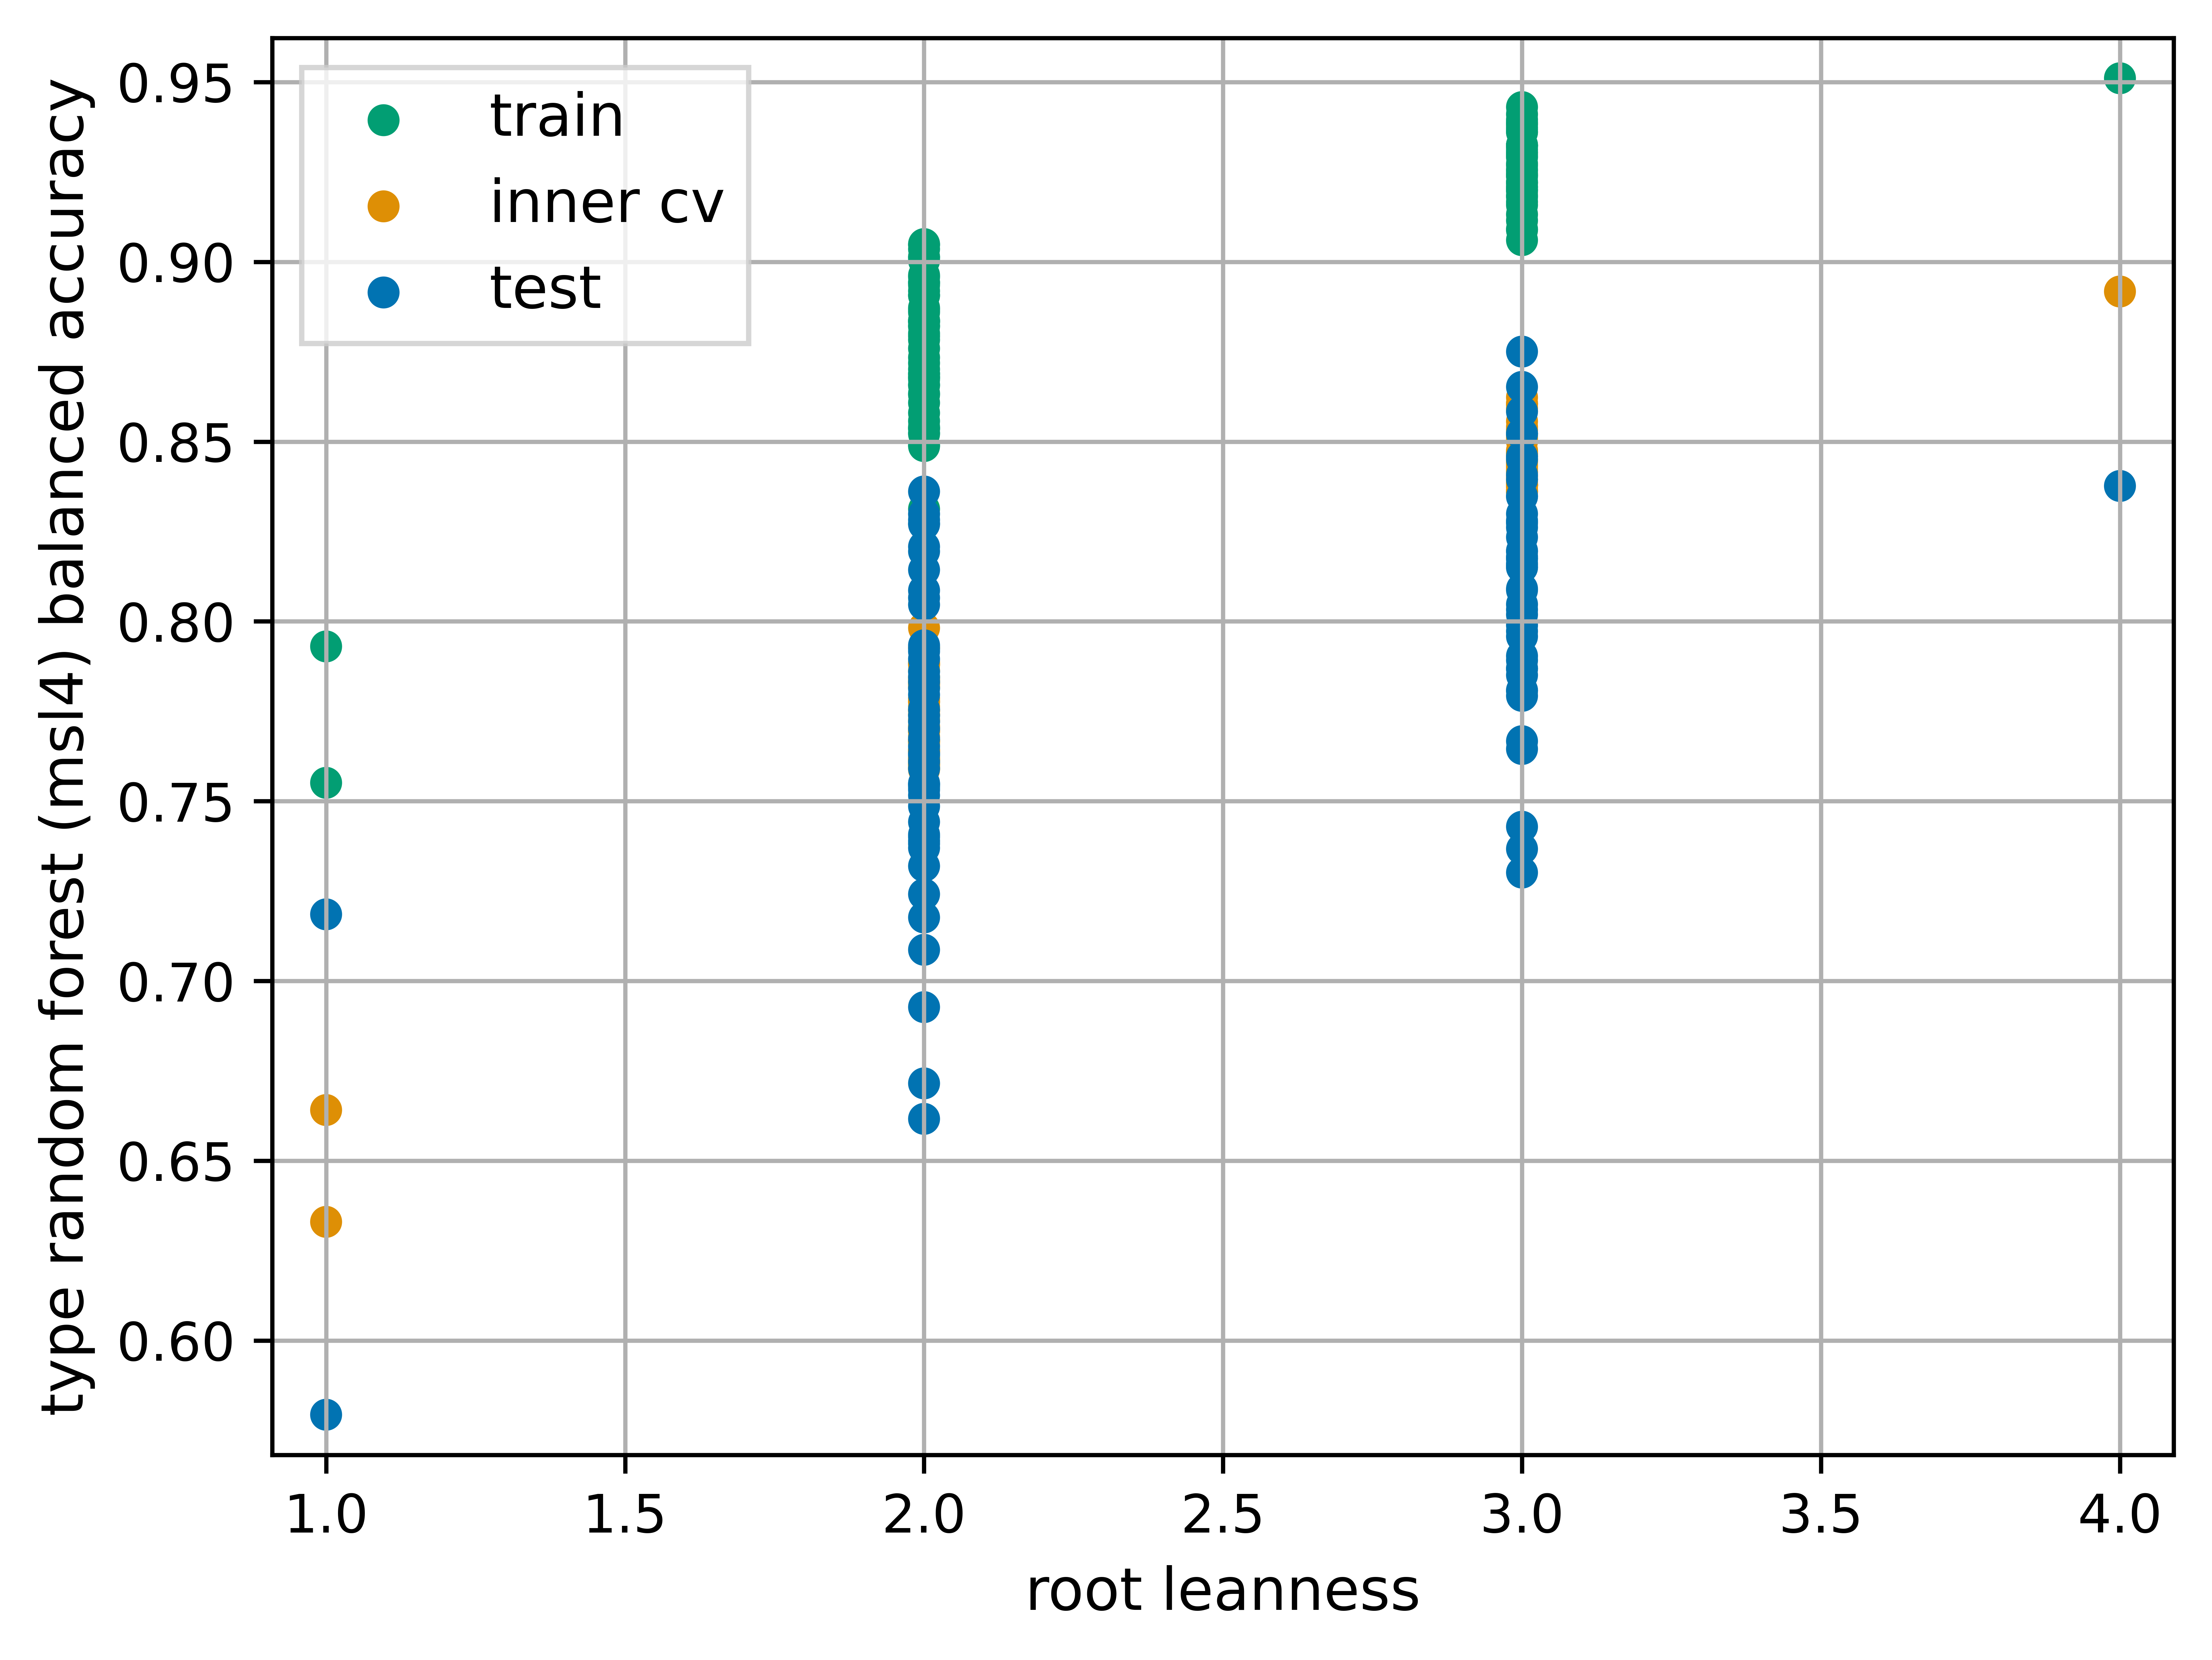 type random forest (msl4) balanced accuracy
0.95
0.90
0.85
0.80
0.75
0.70
0.65
0.60
train
inner cv
test
1.0 1.5 2.0 2.5 3.0 3.5 4.0
root leanness